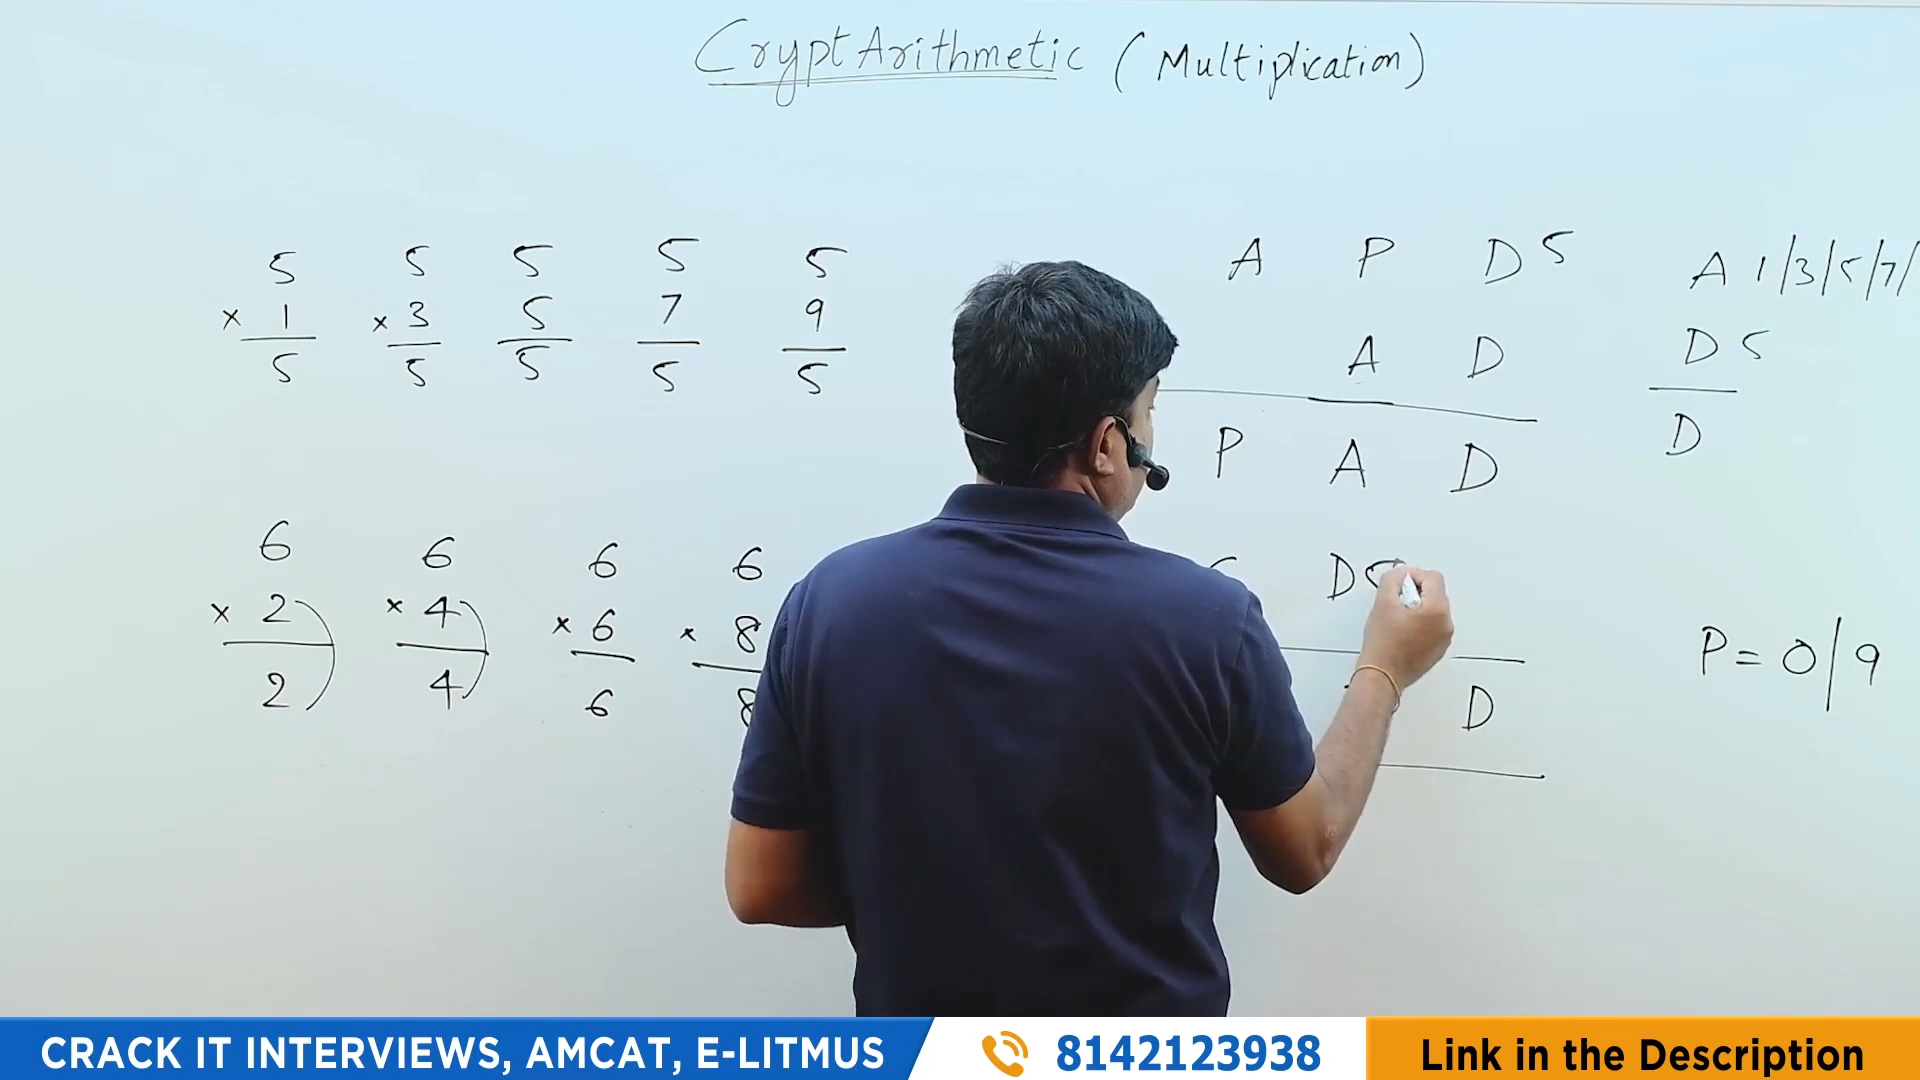 CryptArithmetic (Multiplication)
5 5 5 5 5 A P D 5 A 1/3/5/7/
× 1 × 3 5 7 9 A D D 5
5 5 5 5 5 P A D D
6 6 6 6 D
× 2 × 4 × 6 × 8 P = 0/9
2 4 6 8 D
CRACK IT INTERVIEWS, AMCAT, E-LITMUS 8142123938 Link in the Description